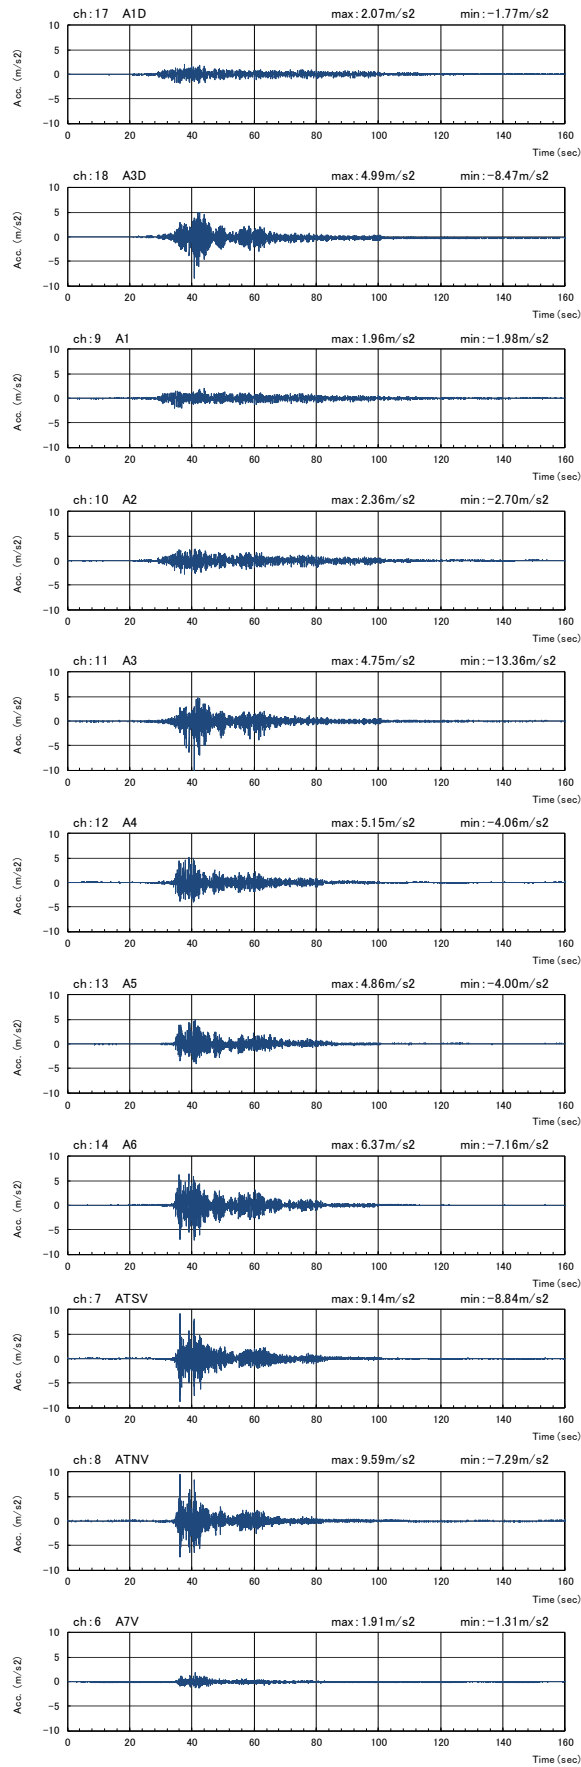 ch:17 A1D max:2.07m/s2 min:-1.77m/s2
10
5
0
-5
-10
Acc. (m/s2)
0 20 40 60 80 100 120 140 160
Time(sec)
ch:18 A3D max:4.99m/s2 min:-8.47m/s2
10
5
0
-5
-10
Acc. (m/s2)
0 20 40 60 80 100 120 140 160
Time(sec)
ch:9 A1 max:1.96m/s2 min:-1.98m/s2
10
5
0
-5
-10
Acc. (m/s2)
0 20 40 60 80 100 120 140 160
Time(sec)
ch:10 A2 max:2.36m/s2 min:-2.70m/s2
10
5
0
-5
-10
Acc. (m/s2)
0 20 40 60 80 100 120 140 160
Time(sec)
ch:11 A3 max:4.75m/s2 min:-13.36m/s2
10
5
0
-5
-10
Acc. (m/s2)
0 20 40 60 80 100 120 140 160
Time(sec)
ch:12 A4 max:5.15m/s2 min:-4.06m/s2
10
5
0
-5
-10
Acc. (m/s2)
0 20 40 60 80 100 120 140 160
Time(sec)
ch:13 A5 max:4.86m/s2 min:-4.00m/s2
10
5
0
-5
-10
Acc. (m/s2)
0 20 40 60 80 100 120 140 160
Time(sec)
ch:14 A6 max:6.37m/s2 min:-7.16m/s2
10
5
0
-5
-10
Acc. (m/s2)
0 20 40 60 80 100 120 140 160
Time(sec)
ch:7 ATSV max:9.14m/s2 min:-8.84m/s2
10
5
0
-5
-10
Acc. (m/s2)
0 20 40 60 80 100 120 140 160
Time(sec)
ch:8 ATNV max:9.59m/s2 min:-7.29m/s2
10
5
0
-5
-10
Acc. (m/s2)
0 20 40 60 80 100 120 140 160
Time(sec)
ch:6 A7V max:1.91m/s2 min:-1.31m/s2
10
5
0
-5
-10
Acc. (m/s2)
0 20 40 60 80 100 120 140 160
Time(sec)